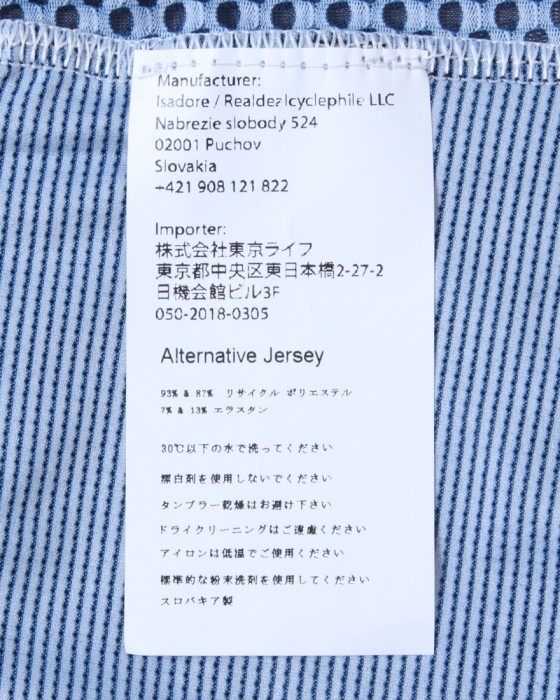 Manufacturer:
Isadore / Realdealcyclephile LLC
Nabrezie slobody 524
02001 Puchov
Slovakia
+421 908 121 822
Importer:
株式会社東京ライフ
東京都中央区東日本橋2-27-2
日機会館ビル3F
050-2018-0305
Alternative Jersey
93% & 87% リサイクル ポリエステル
7% & 13% エラスタン
30℃以下の水で洗ってください
漂白剤を使用しないでください
タンブラー乾燥はお避け下さい
ドライクリーニングはご遠慮ください
アイロンは低温でご使用ください
標準的な粉末洗剤を使用してください
スロバキア製